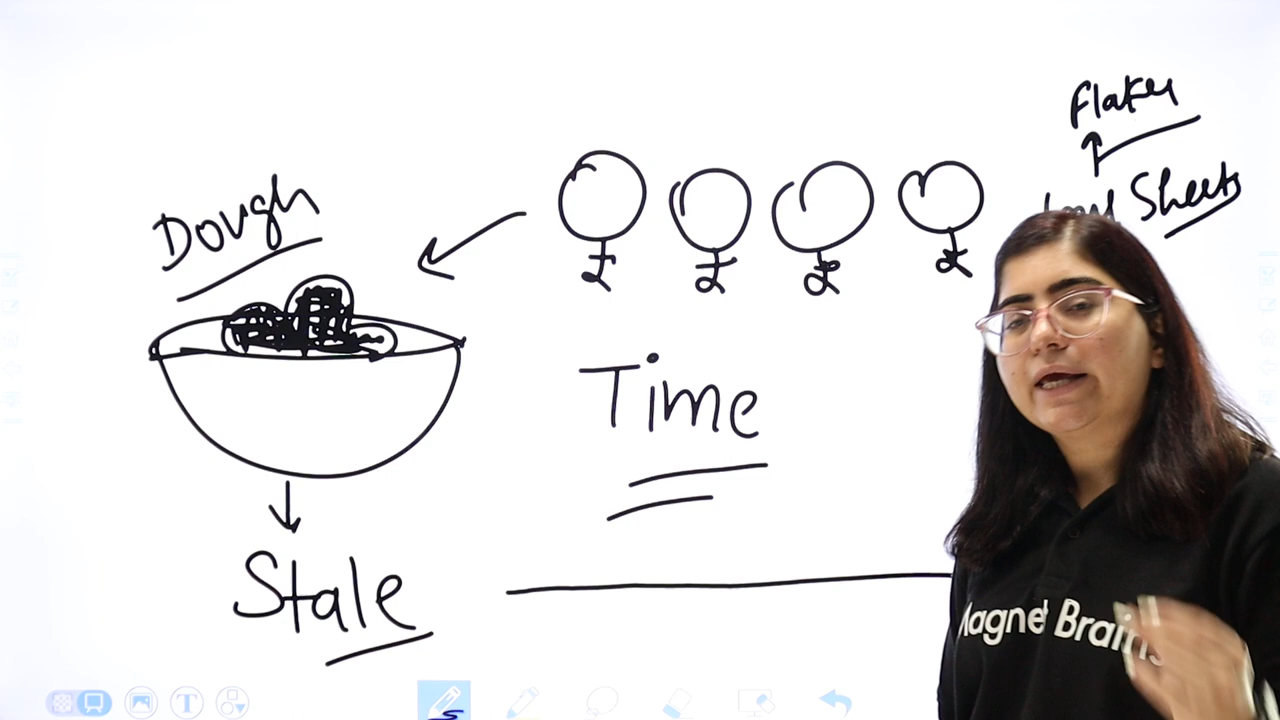 Flakes
Sheets
Dough
£ £ £ £
Time
Stale
Magnet Brains
T